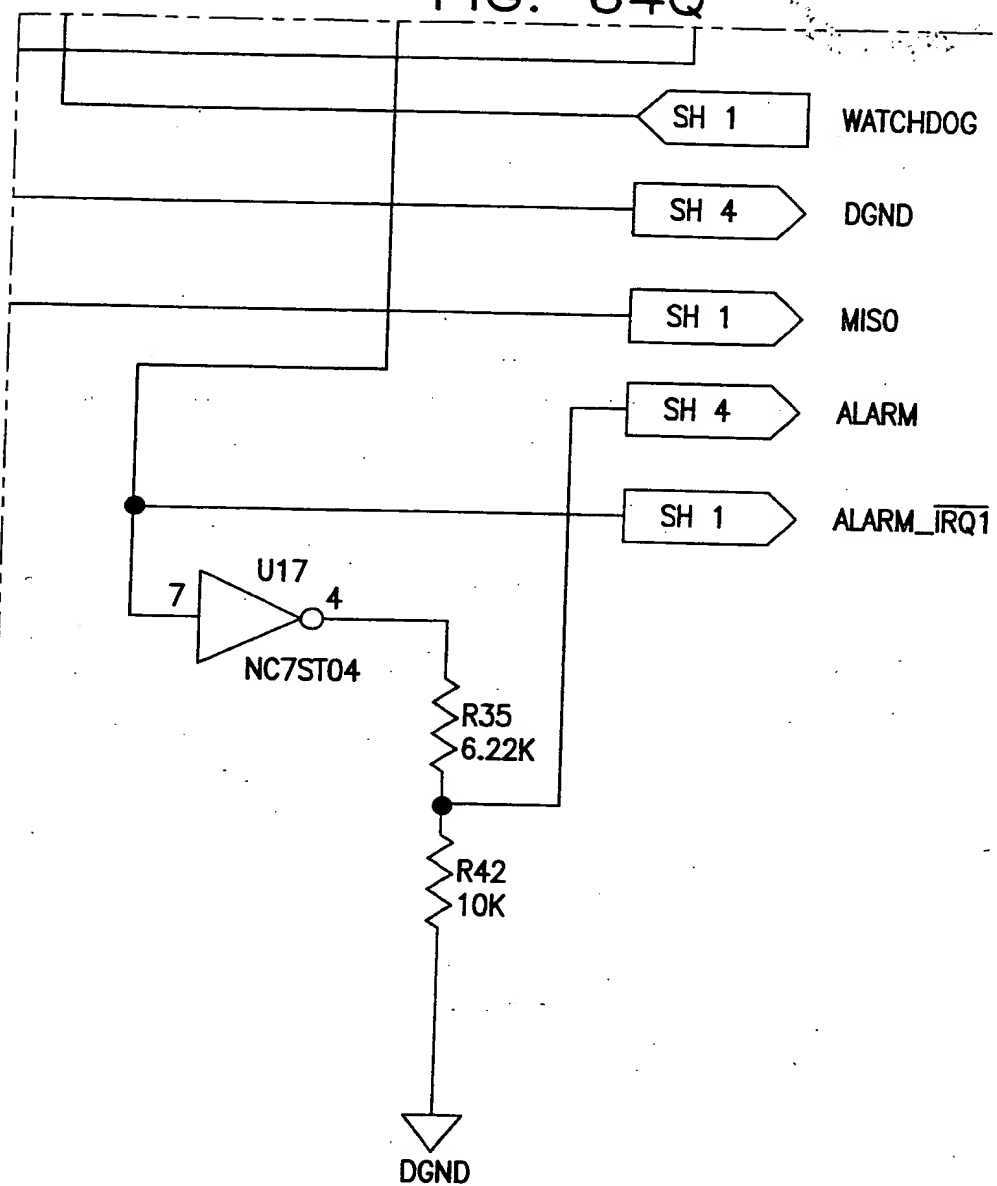 SH 1 WATCHDOG
SH 4 DGND
SH 1 MISO
SH 4 ALARM
SH 1 ALARM_IRQ1
U17
7 4
NC7ST04
R35
6.22K
R42
10K
DGND